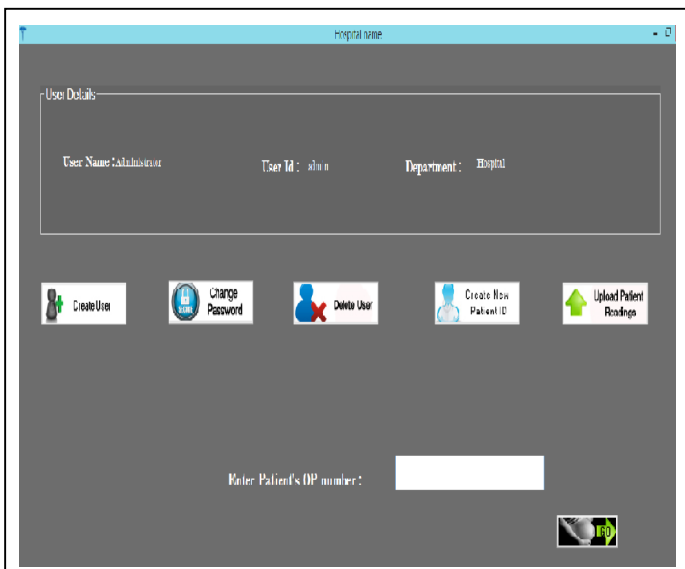 Hospital name
User Details
User Name : Administrator
User Id : admin
Department : Hospital
Create User
Change
Password
Delete User
Create New
Patient ID
Upload Patient
Readings
Enter Patient's OP number :
GO